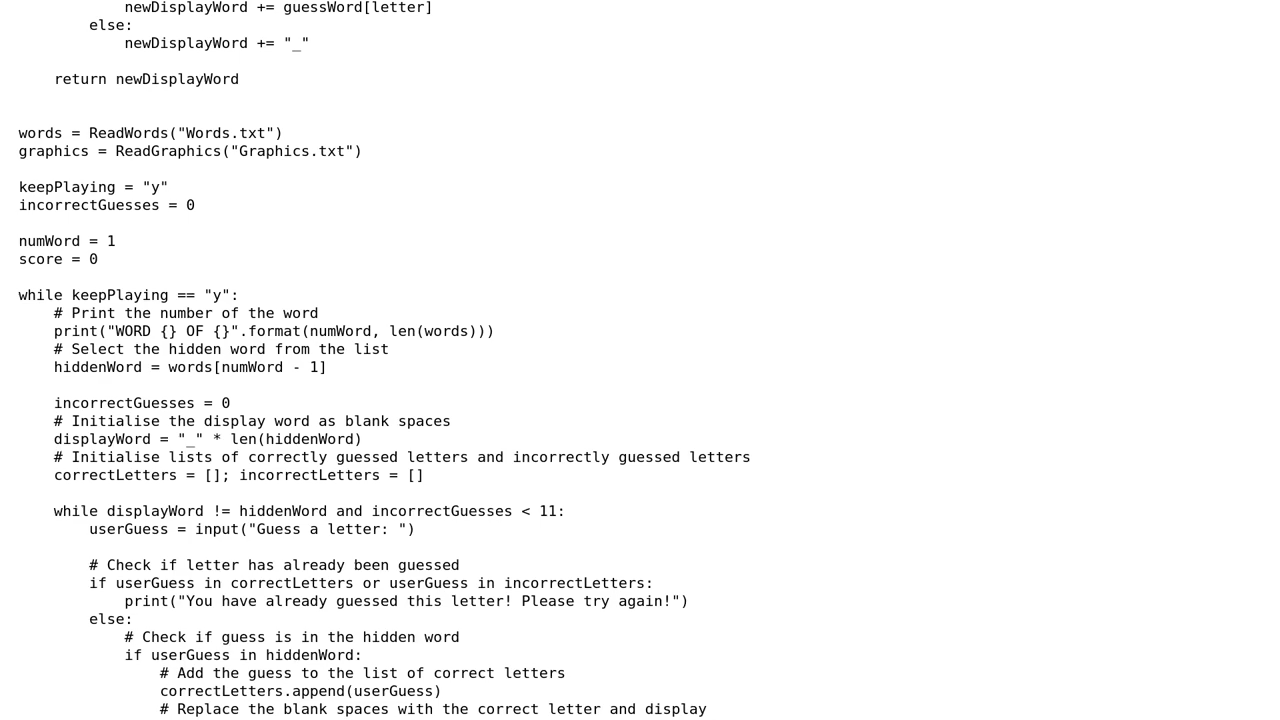 newDisplayWord += guessWord[letter]
        else:
            newDisplayWord += "_"

    return newDisplayWord


words = ReadWords("Words.txt")
graphics = ReadGraphics("Graphics.txt")

keepPlaying = "y"
incorrectGuesses = 0

numWord = 1
score = 0

while keepPlaying == "y":
    # Print the number of the word
    print("WORD {} OF {}".format(numWord, len(words)))
    # Select the hidden word from the list
    hiddenWord = words[numWord - 1]

    incorrectGuesses = 0
    # Initialise the display word as blank spaces
    displayWord = "_" * len(hiddenWord)
    # Initialise lists of correctly guessed letters and incorrectly guessed letters
    correctLetters = []; incorrectLetters = []

    while displayWord != hiddenWord and incorrectGuesses < 11:
        userGuess = input("Guess a letter: ")

        # Check if letter has already been guessed
        if userGuess in correctLetters or userGuess in incorrectLetters:
            print("You have already guessed this letter! Please try again!")
        else:
            # Check if guess is in the hidden word
            if userGuess in hiddenWord:
                # Add the guess to the list of correct letters
                correctLetters.append(userGuess)
                # Replace the blank spaces with the correct letter and display